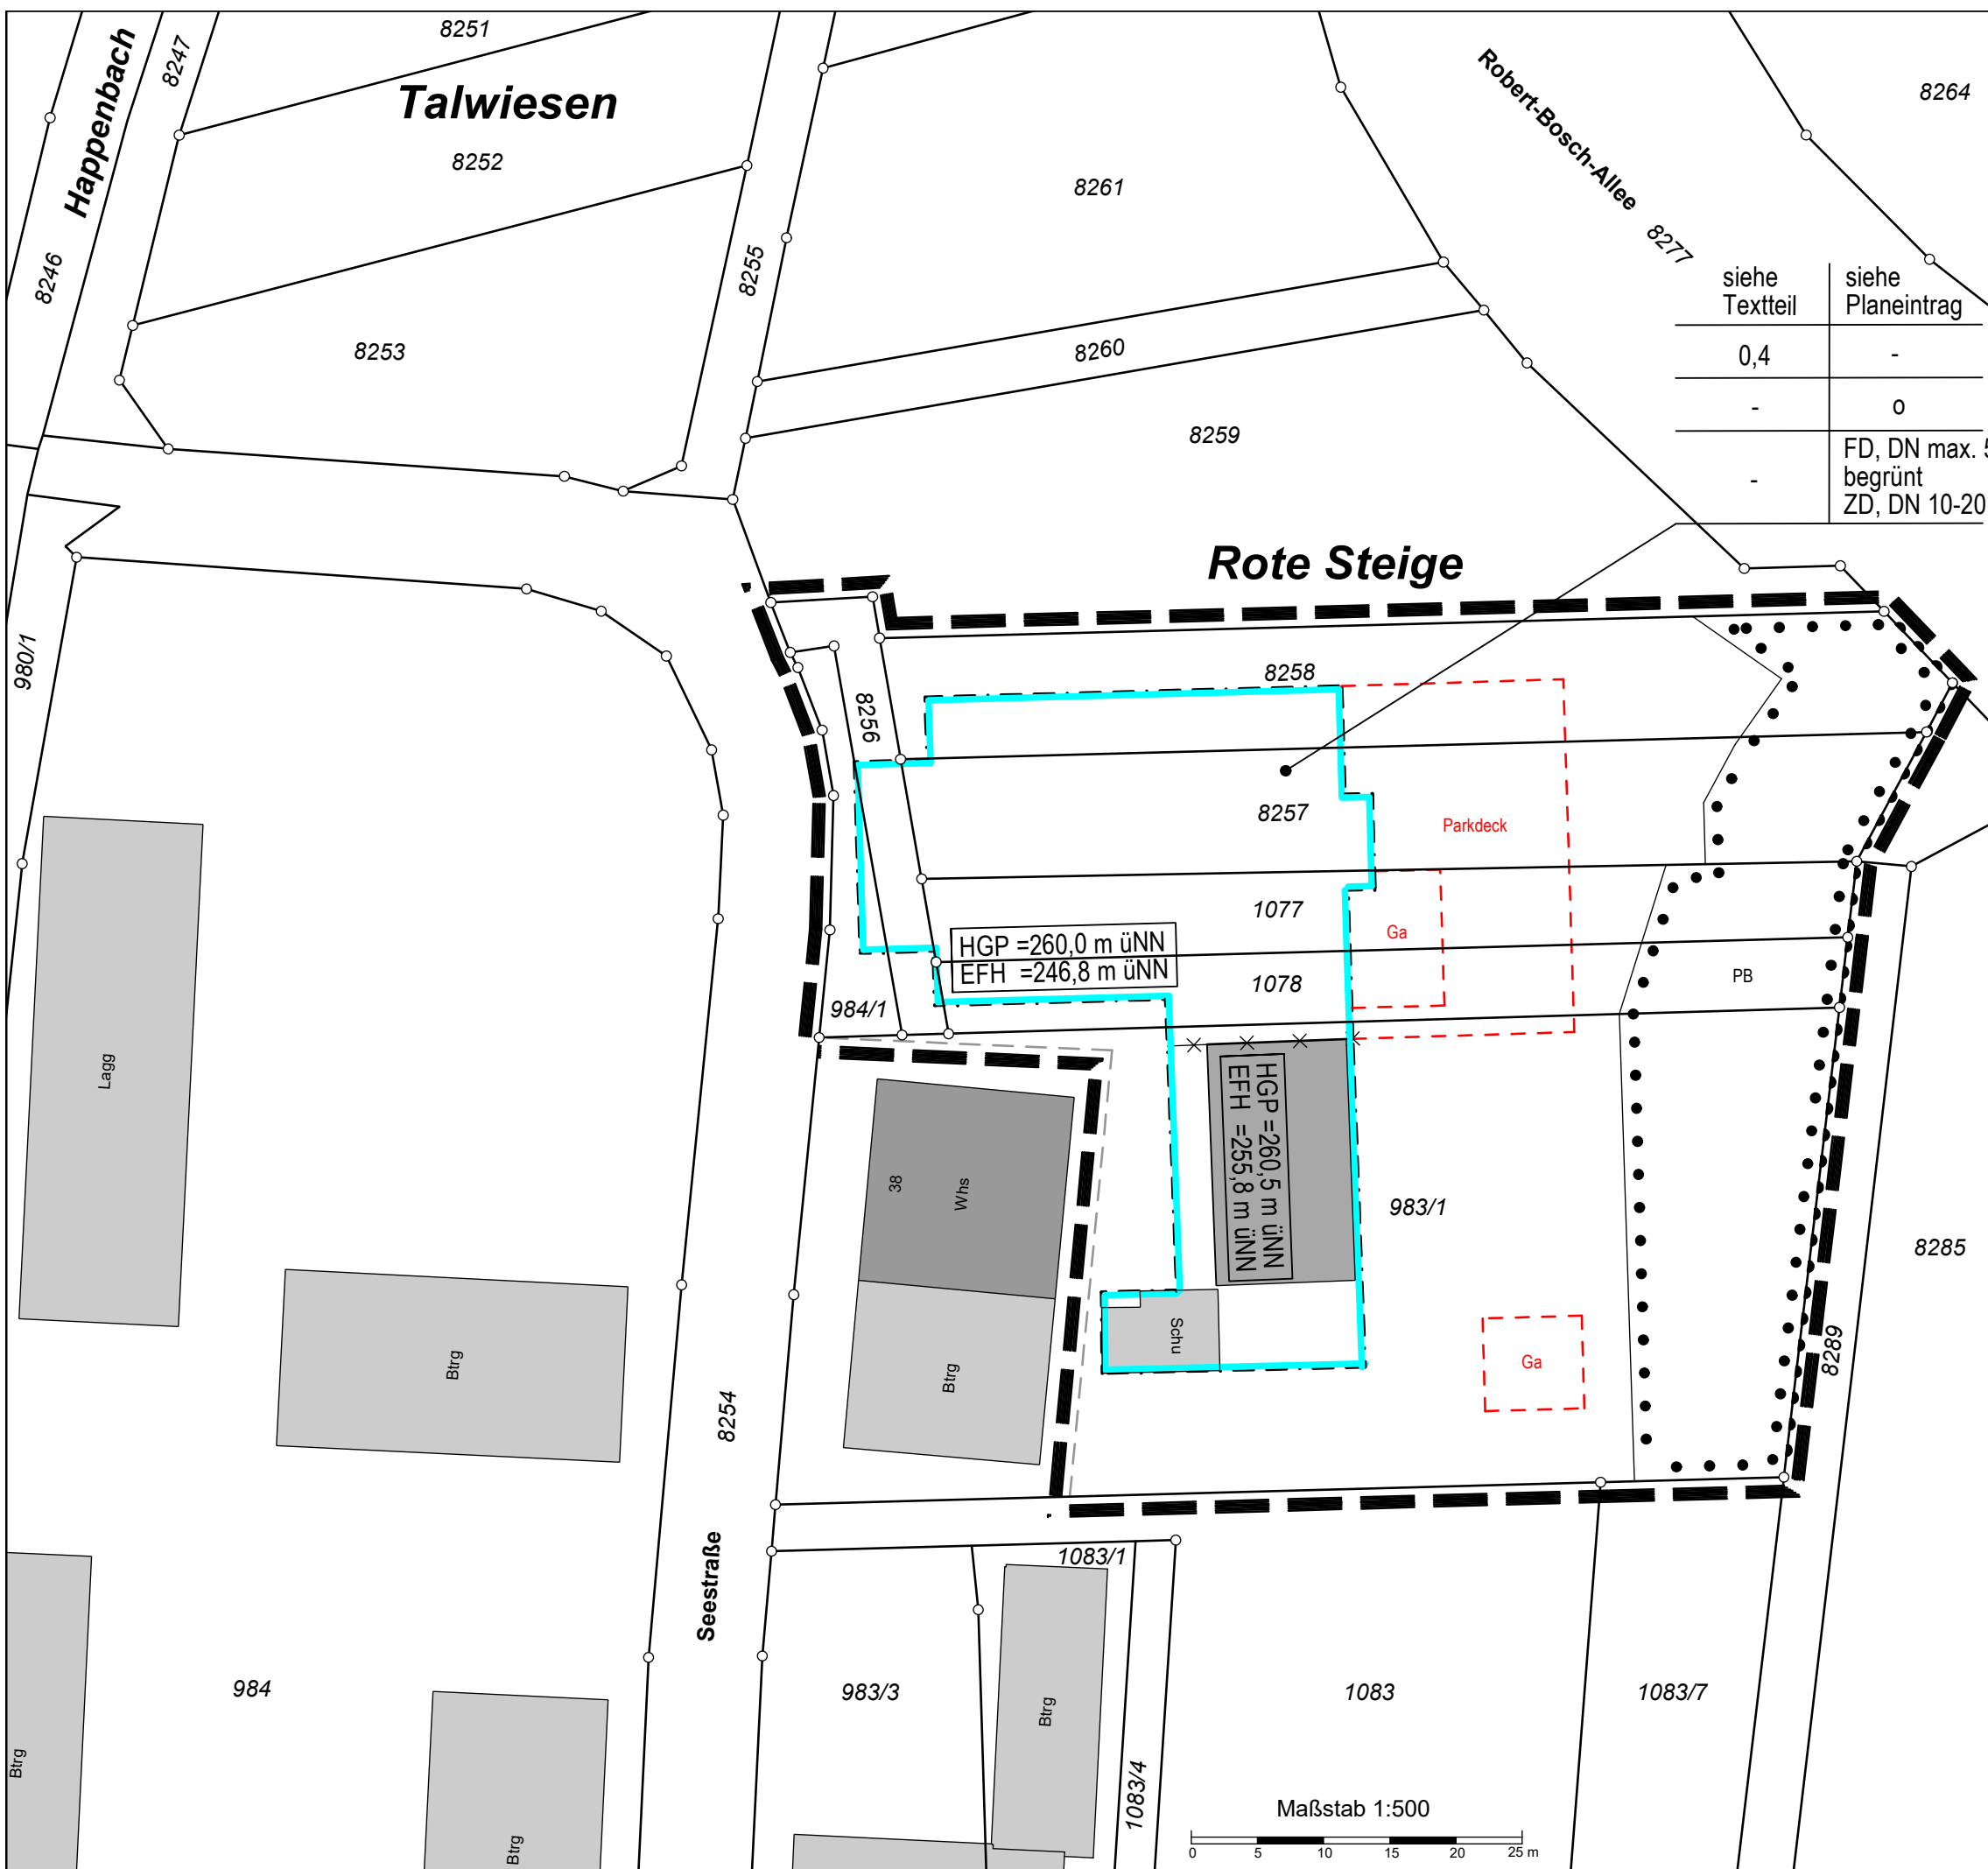 8251
8247
Happenbach
Talwiesen
8252
8264
Robert-Bosch-Allee
8261
8277
8246
8255
siehe
Textteil
siehe
Planeintrag
8253
8260
0,4
-
-
o
8259
-
FD, DN max. 5
begrünt
ZD, DN 10-20
Rote Steige
980/1
8258
8256
8257
Parkdeck
1077
Ga
HGP =260,0 m üNN
EFH =246,8 m üNN
1078
PB
984/1
Lagg
HGP =260,5 m üNN
EFH =255,8 m üNN
38
Whs
983/1
8285
Schu
8289
Ga
Btrg
Btrg
8254
Seestraße
1083/1
984
983/3
Btrg
1083
1083/7
Btrg
1083/4
Btrg
Maßstab 1:500
0 5 10 15 20 25 m